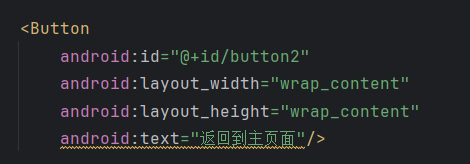 <Button
android:id="@+id/button2"
android:layout_width="wrap_content"
android:layout_height="wrap_content"
android:text="返回到主页面"/>